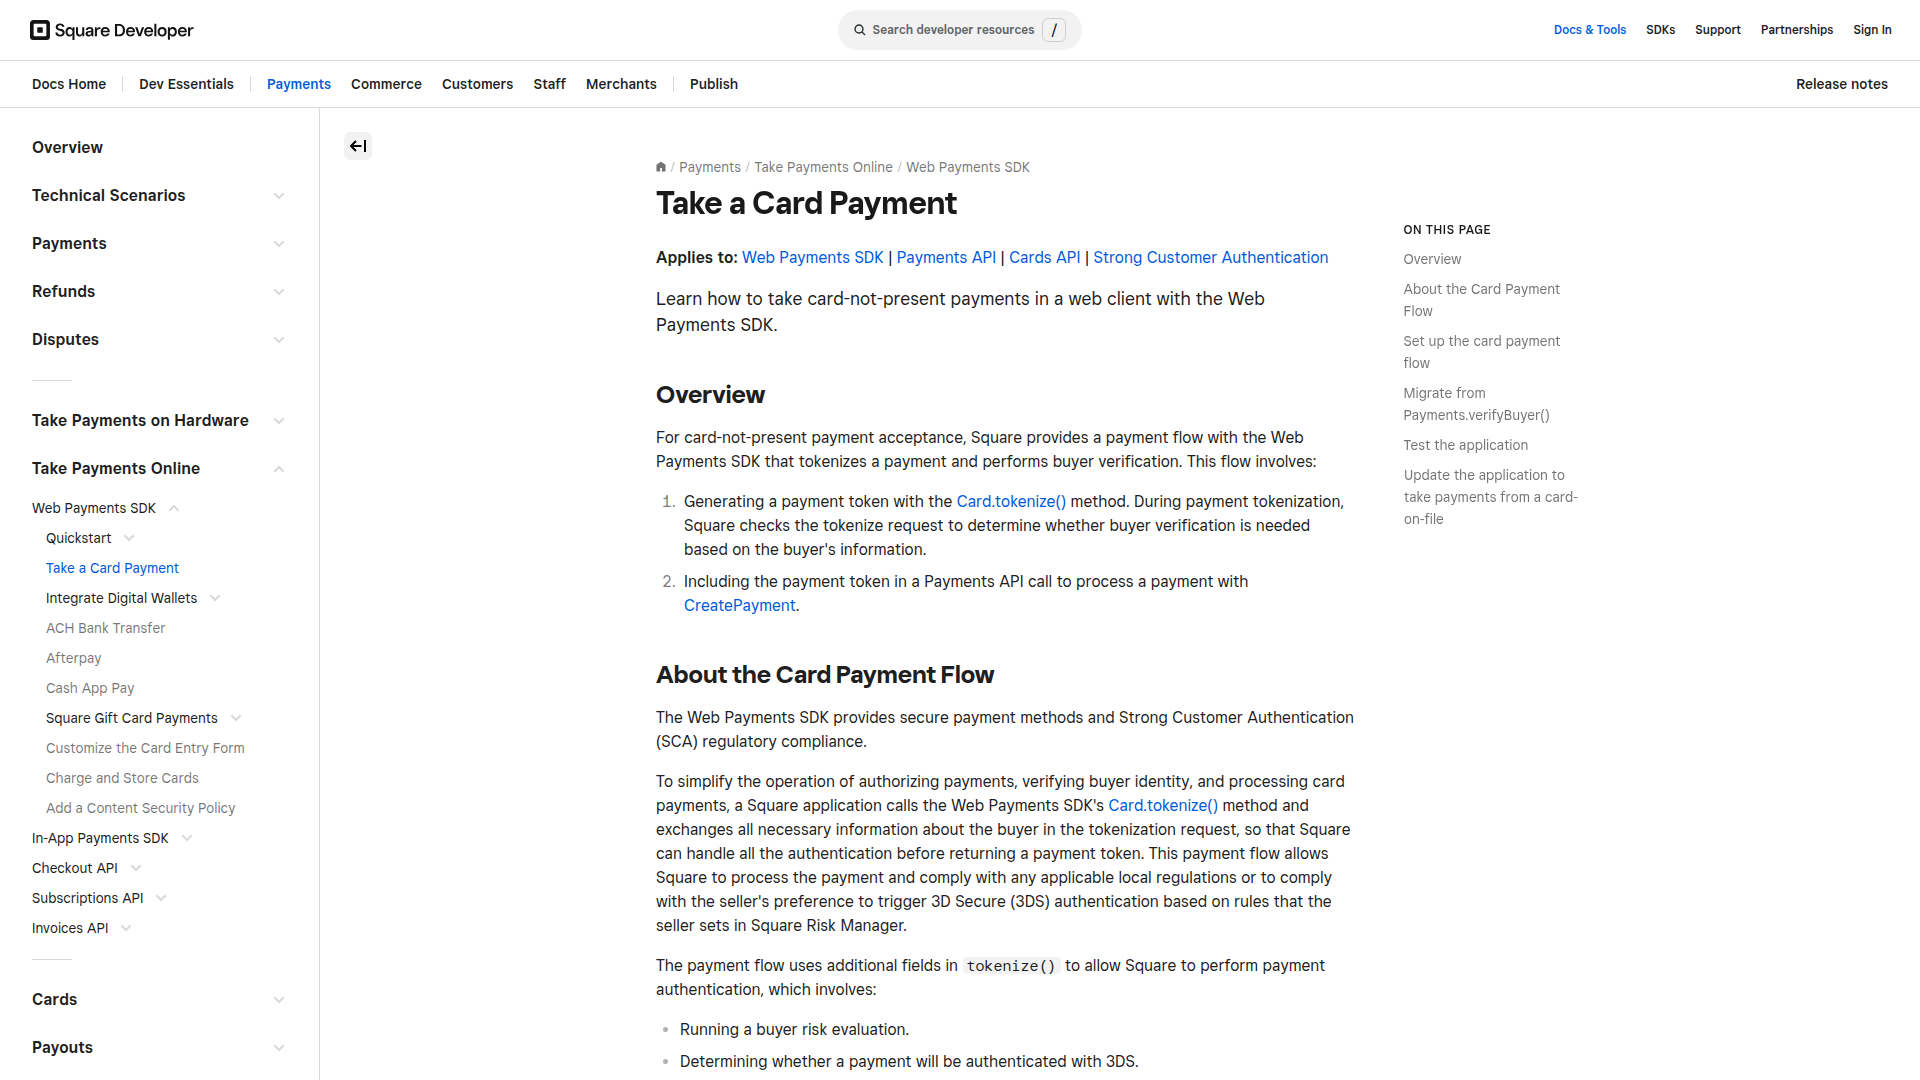 Square Developer
Search developer resources /
Docs & Tools SDKs Support Partnerships Sign In
Docs Home Dev Essentials Payments Commerce Customers Staff Merchants Publish Release notes
Overview
Technical Scenarios
Payments
Refunds
Disputes
Take Payments on Hardware
Take Payments Online
Web Payments SDK
Quickstart
Take a Card Payment
Integrate Digital Wallets
ACH Bank Transfer
Afterpay
Cash App Pay
Square Gift Card Payments
Customize the Card Entry Form
Charge and Store Cards
Add a Content Security Policy
In-App Payments SDK
Checkout API
Subscriptions API
Invoices API
Cards
Payouts
/ Payments / Take Payments Online / Web Payments SDK
Take a Card Payment
Applies to: Web Payments SDK | Payments API | Cards API | Strong Customer Authentication
Learn how to take card-not-present payments in a web client with the Web
Payments SDK.
Overview
For card-not-present payment acceptance, Square provides a payment flow with the Web
Payments SDK that tokenizes a payment and performs buyer verification. This flow involves:
1. Generating a payment token with the Card.tokenize() method. During payment tokenization,
Square checks the tokenize request to determine whether buyer verification is needed
based on the buyer's information.
2. Including the payment token in a Payments API call to process a payment with
CreatePayment.
About the Card Payment Flow
The Web Payments SDK provides secure payment methods and Strong Customer Authentication
(SCA) regulatory compliance.
To simplify the operation of authorizing payments, verifying buyer identity, and processing card
payments, a Square application calls the Web Payments SDK's Card.tokenize() method and
exchanges all necessary information about the buyer in the tokenization request, so that Square
can handle all the authentication before returning a payment token. This payment flow allows
Square to process the payment and comply with any applicable local regulations or to comply
with the seller's preference to trigger 3D Secure (3DS) authentication based on rules that the
seller sets in Square Risk Manager.
The payment flow uses additional fields in tokenize() to allow Square to perform payment
authentication, which involves:
• Running a buyer risk evaluation.
• Determining whether a payment will be authenticated with 3DS.
ON THIS PAGE
Overview
About the Card Payment
Flow
Set up the card payment
flow
Migrate from
Payments.verifyBuyer()
Test the application
Update the application to
take payments from a card-
on-file